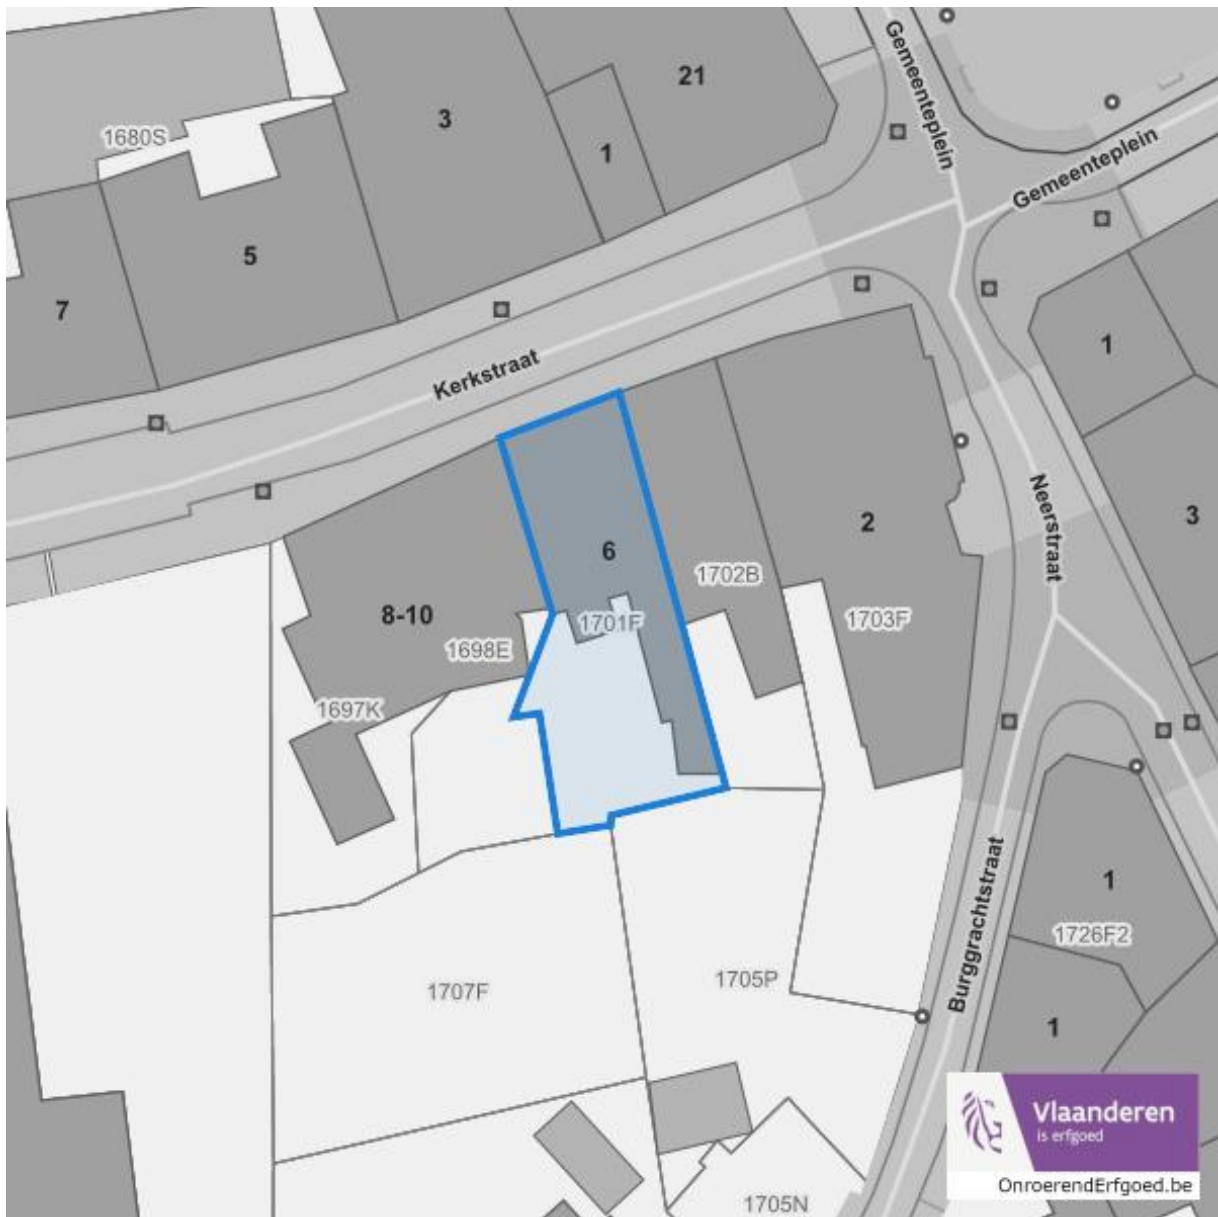 Gemeenteplein
21
3
1680S
1
Gemeenteplein
5
7
1
Kerkstraat
3
2
Neerstraat
6
1702B
8-10
1701F
1703F
1698E
1697K
1
1726F2
Burggrachtstraat
1705P
1707F
1
Vlaanderen
is erfgoed
OnroerendErfgoed.be
1705N